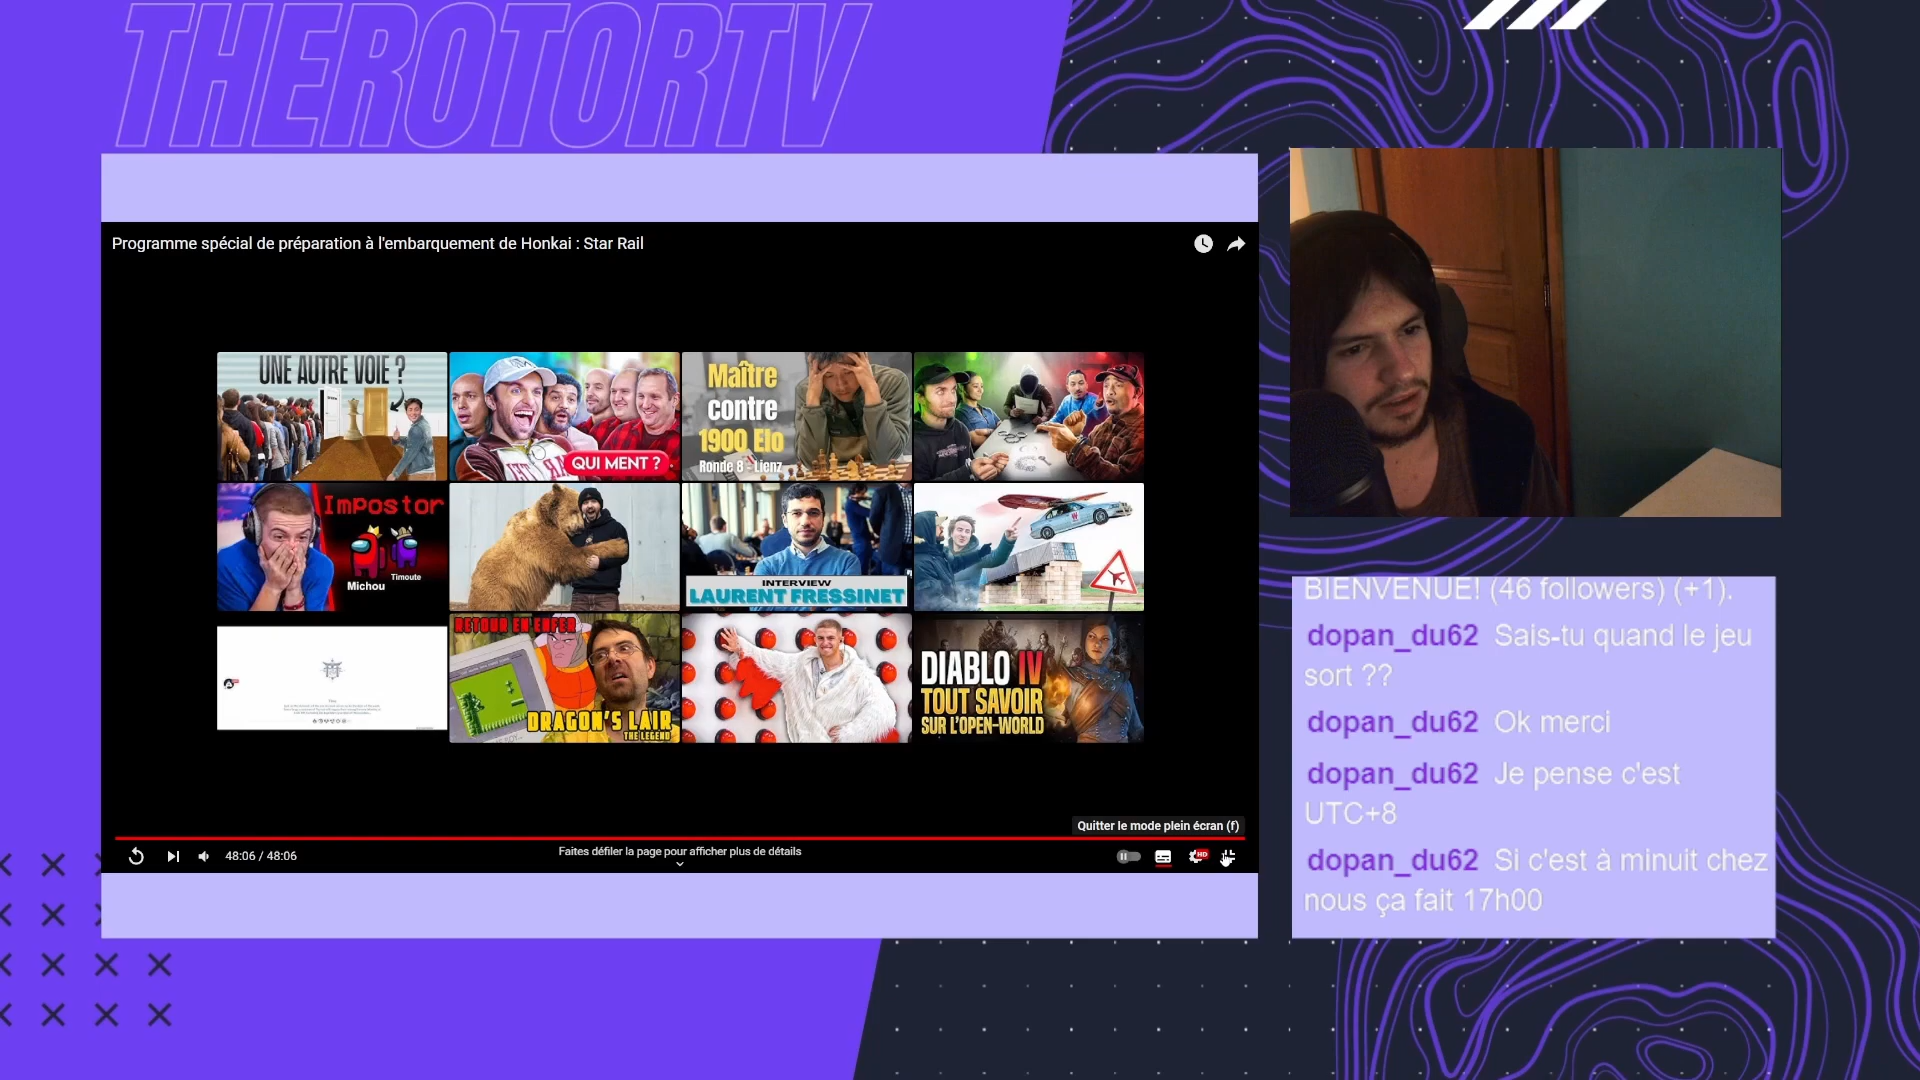 THEROTORTV
Programme spécial de préparation à l'embarquement de Honkai : Star Rail
UNE AUTRE VOIE ?
QUI MENT ?
Maître
contre
1900 Elo
Ronde 8 - Lienz
Impostor
Michou
Timoute
INTERVIEW
LAURENT FRESSINET
RETOUR EN ENFER
DRAGON'S LAIR
THE LEGEND
DIABLO IV
TOUT SAVOIR
SUR L'OPEN-WORLD
Quitter le mode plein écran (f)
48:06 / 48:06
Faites défiler la page pour afficher plus de détails
HD
BIENVENUE! (46 followers) (+1).
dopan_du62 Sais-tu quand le jeu
sort ??
dopan_du62 Ok merci
dopan_du62 Je pense c'est
UTC+8
dopan_du62 Si c'est à minuit chez
nous ça fait 17h00